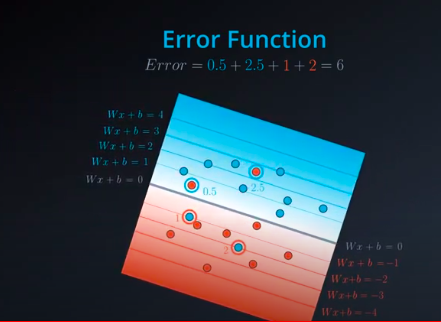 Error Function
Error = 0.5 + 2.5 + 1 + 2 = 6
Wx + b = 4
Wx + b = 3
Wx + b = 2
Wx + b = 1
Wx + b = 0
0.5
2.5
1
2
Wx + b = 0
Wx + b = -1
Wx+b = -2
Wx+b = -3
Wx+b = -4